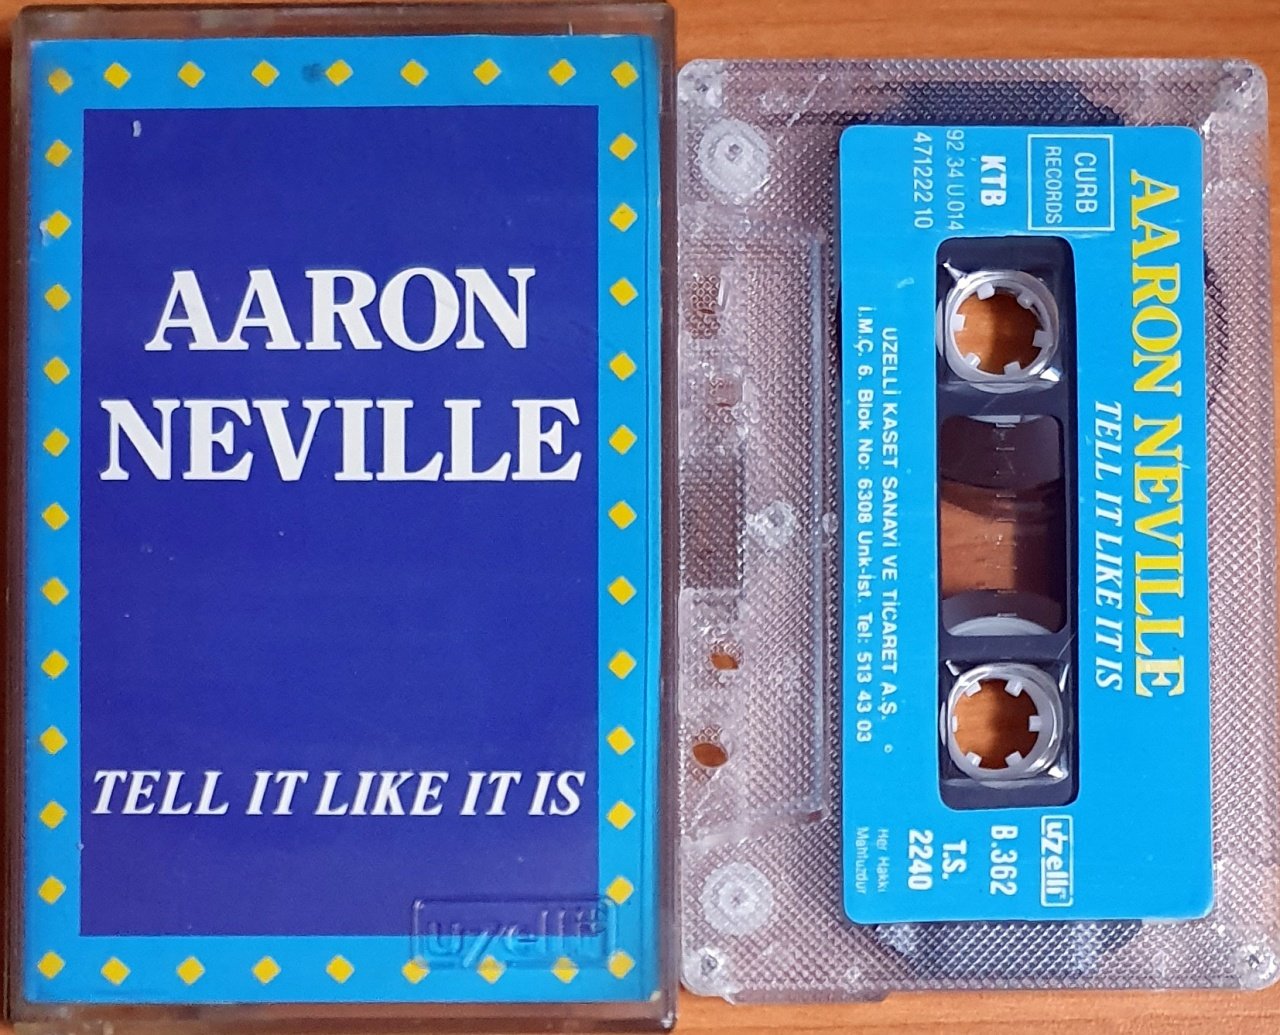 AARON
NEVILLE
TELL IT LIKE IT IS
uzelli
AARON NEVILLE
TELL IT LIKE IT IS
CURB
RECORDS
KTB
92.34 U.014
471222 10
uzelli
B.362
T.S.
2240
Her Hakkı
Mahfuzdur
UZELLİ KASET SANAYİ VE TİCARET A.Ş. ©
İ.M.Ç. 6. Blok No: 6308 Unk-İst. Tel: 513 43 03